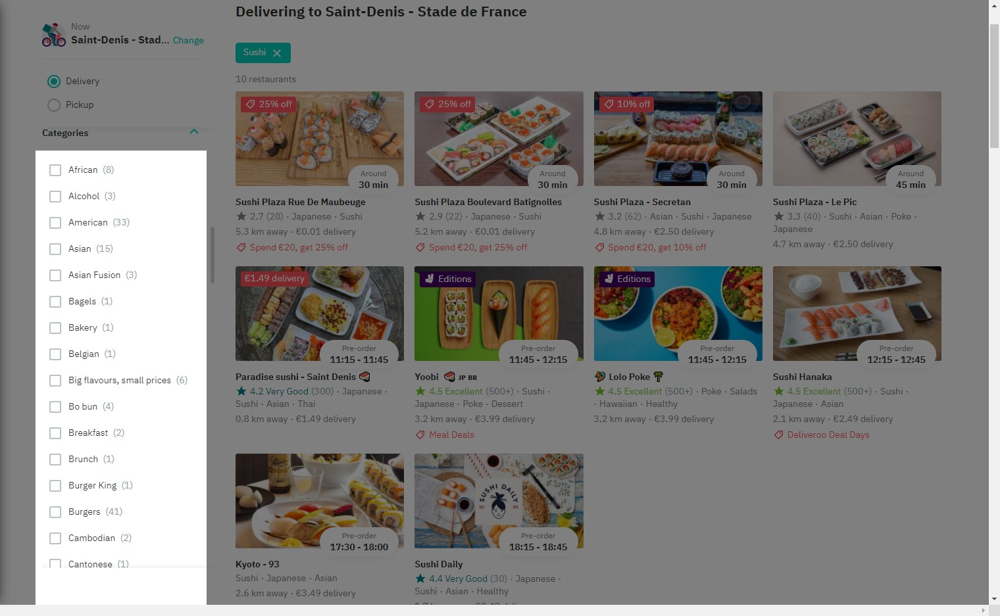 Delivering to Saint-Denis - Stade de France
Now
Saint-Denis - Stad... Change
Delivery
Pickup
Categories
African (8)
Alcohol (3)
American (33)
Asian (15)
Asian Fusion (3)
Bagels (1)
Bakery (1)
Belgian (1)
Big flavours, small prices (6)
Bo bun (4)
Breakfast (2)
Brunch (1)
Burger King (1)
Burgers (41)
Cambodian (2)
Cantonese (1)
Sushi
10 restaurants
25% off
Around
30 min
Sushi Plaza Rue De Maubeuge
2.7 (28) · Japanese · Sushi
5.3 km away · €0.01 delivery
Spend €20, get 25% off
25% off
Around
30 min
Sushi Plaza Boulevard Batignolles
2.9 (22) · Japanese · Sushi
5.2 km away · €0.01 delivery
Spend €20, get 25% off
10% off
Around
30 min
Sushi Plaza - Secretan
3.2 (62) · Asian · Sushi · Japanese
4.8 km away · €2.50 delivery
Spend €20, get 10% off
Around
45 min
Sushi Plaza - Le Pic
3.3 (40) · Sushi · Asian · Poke ·
Japanese
4.7 km away · €2.50 delivery
€1.49 delivery
Pre-order
11:15 - 11:45
Paradise sushi - Saint Denis
4.2 Very Good (300) · Japanese ·
Sushi · Asian · Thai
0.8 km away · €1.49 delivery
Editions
Pre-order
11:45 - 12:15
Yoobi JP BR
4.5 Excellent (500+) · Sushi ·
Japanese · Poke · Dessert
3.2 km away · €3.99 delivery
Meal Deals
Editions
Pre-order
11:45 - 12:15
Lolo Poke
4.5 Excellent (500+) · Poke · Salads
· Hawaiian · Healthy
3.2 km away · €3.99 delivery
Pre-order
12:15 - 12:45
Sushi Hanaka
4.5 Excellent (500+) · Sushi ·
Japanese · Asian
2.1 km away · €2.49 delivery
Deliveroo Deal Days
Pre-order
17:30 - 18:00
Kyoto - 93
Sushi · Japanese · Asian
2.6 km away · €3.49 delivery
SUSHI DAILY
Pre-order
18:15 - 18:45
Sushi Daily
4.4 Very Good (30) · Japanese ·
Sushi · Asian · Healthy